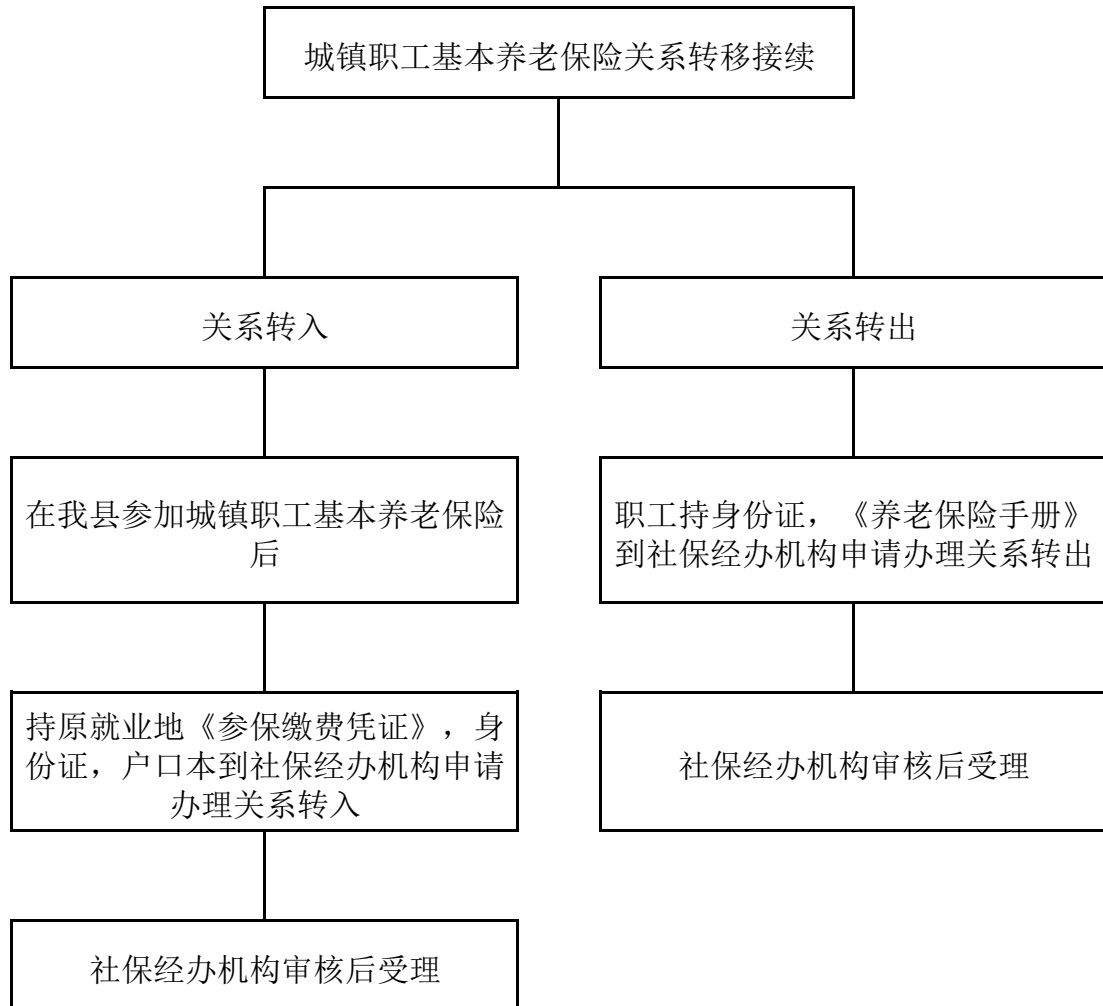 城镇职工基本养老保险关系转移接续
关系转入
关系转出
在我县参加城镇职工基本养老保险
后
职工持身份证，《养老保险手册》
到社保经办机构申请办理关系转出
持原就业地《参保缴费凭证》，身
份证，户口本到社保经办机构申请
办理关系转入
社保经办机构审核后受理
社保经办机构审核后受理